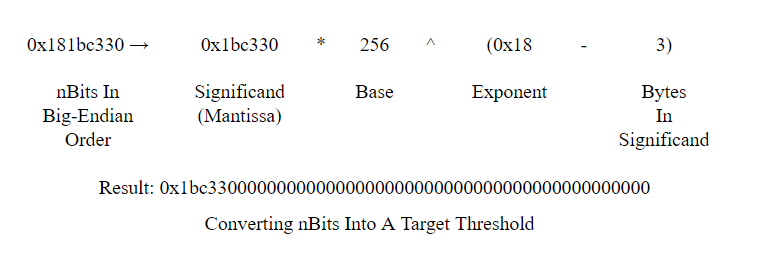 0x181bc330 → 0x1bc330 * 256 ^ (0x18 - 3)
nBits In Significand Base Exponent Bytes
Big-Endian (Mantissa) In
Order Significand
Result: 0x1bc330000000000000000000000000000000000000000000
Converting nBits Into A Target Threshold